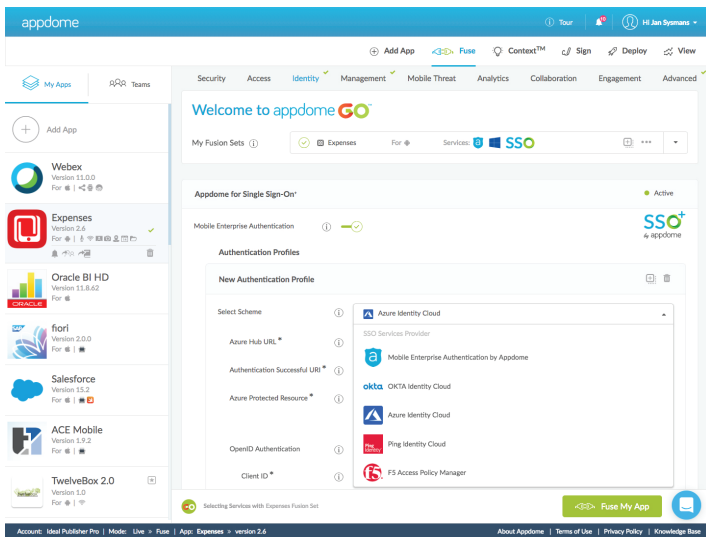 appdome
Tour
10
Hi Jan Sysmans
Add App
Fuse
Context™
Sign
Deploy
View
My Apps
Teams
Security
Access
Identity
Management
Mobile Threat
Analytics
Collaboration
Engagement
Advanced
Add App
Welcome to appdome GO
My Fusion Sets
Expenses
For
Services:
SSO
Webex
Version 11.0.0
For
Expenses
Version 2.6
For
Appdome for Single Sign-On+
Active
Mobile Enterprise Authentication
SSO+
by appdome
Authentication Profiles
New Authentication Profile
Oracle BI HD
Version 11.8.62
For
ORACLE
Select Scheme
Azure Identity Cloud
SSO Services Provider
Azure Hub URL *
Mobile Enterprise Authentication by Appdome
Authentication Successful URI *
okta OKTA Identity Cloud
Azure Protected Resource *
Azure Identity Cloud
OpenID Authentication
Ping Identity
Ping Identity Cloud
Client ID *
F5 Access Policy Manager
SAP
fiori
Version 2.0.0
For
Salesforce
Version 15.2
For
ACE Mobile
Version 1.9.2
For
TwelveBox 2.0
Version 1.0
For
GO
Selecting Services with Expenses Fusion Set
Fuse My App
Account: Ideal Publisher Pro | Mode: Live » Fuse | App: Expenses » version 2.6
About Appdome | Terms of Use | Privacy Policy | Knowledge Base